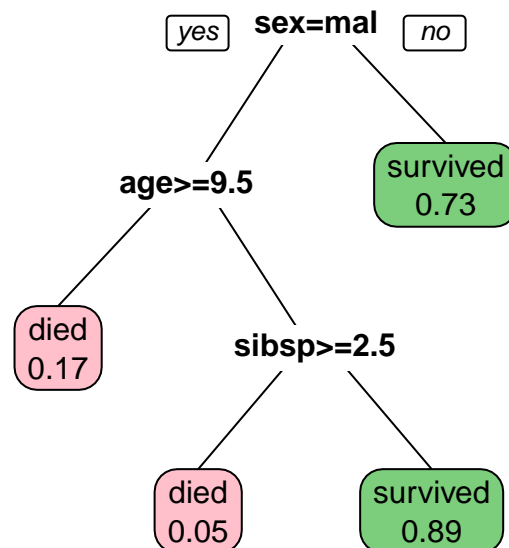 yes
sex=mal
no
age>=9.5
survived
0.73
died
0.17
sibsp>=2.5
died
0.05
survived
0.89